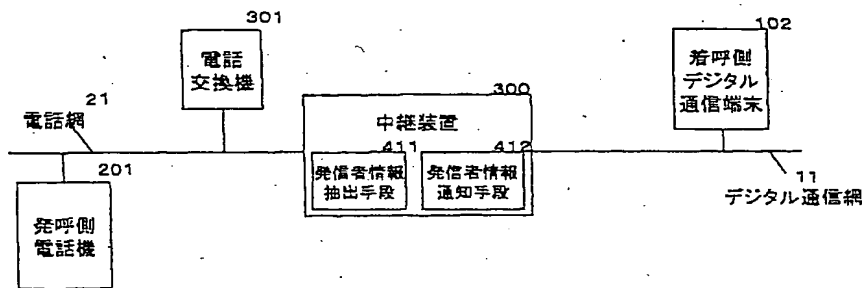 301
電話
交換機
102
着呼側
デジタル
通信端末
21
電話網
300
中継装置
411
発信者情報
抽出手段
412
発信者情報
通知手段
201
発呼側
電話機
11
デジタル通信網